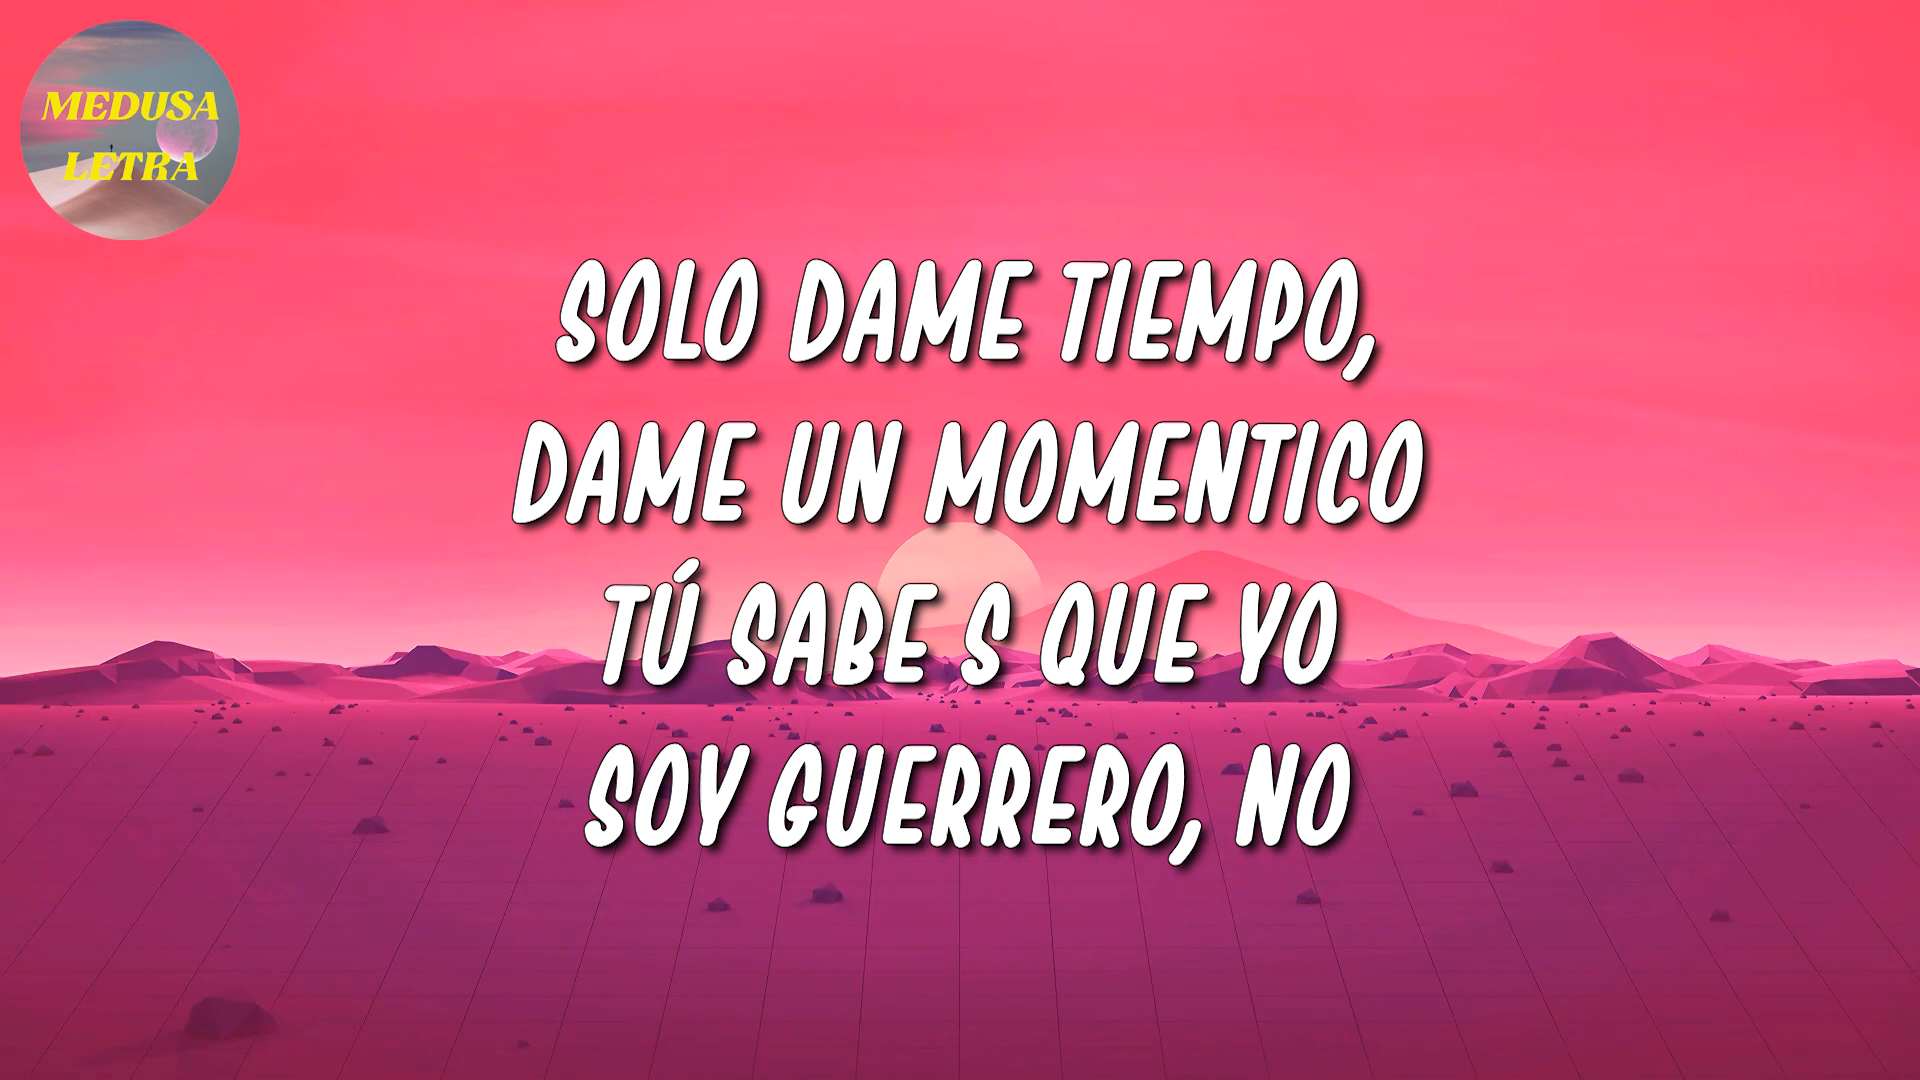 MEDUSA
LETRA
SOLO DAME TIEMPO,
DAME UN MOMENTICO
TÚ SABE S QUE YO
SOY GUERRERO, NO